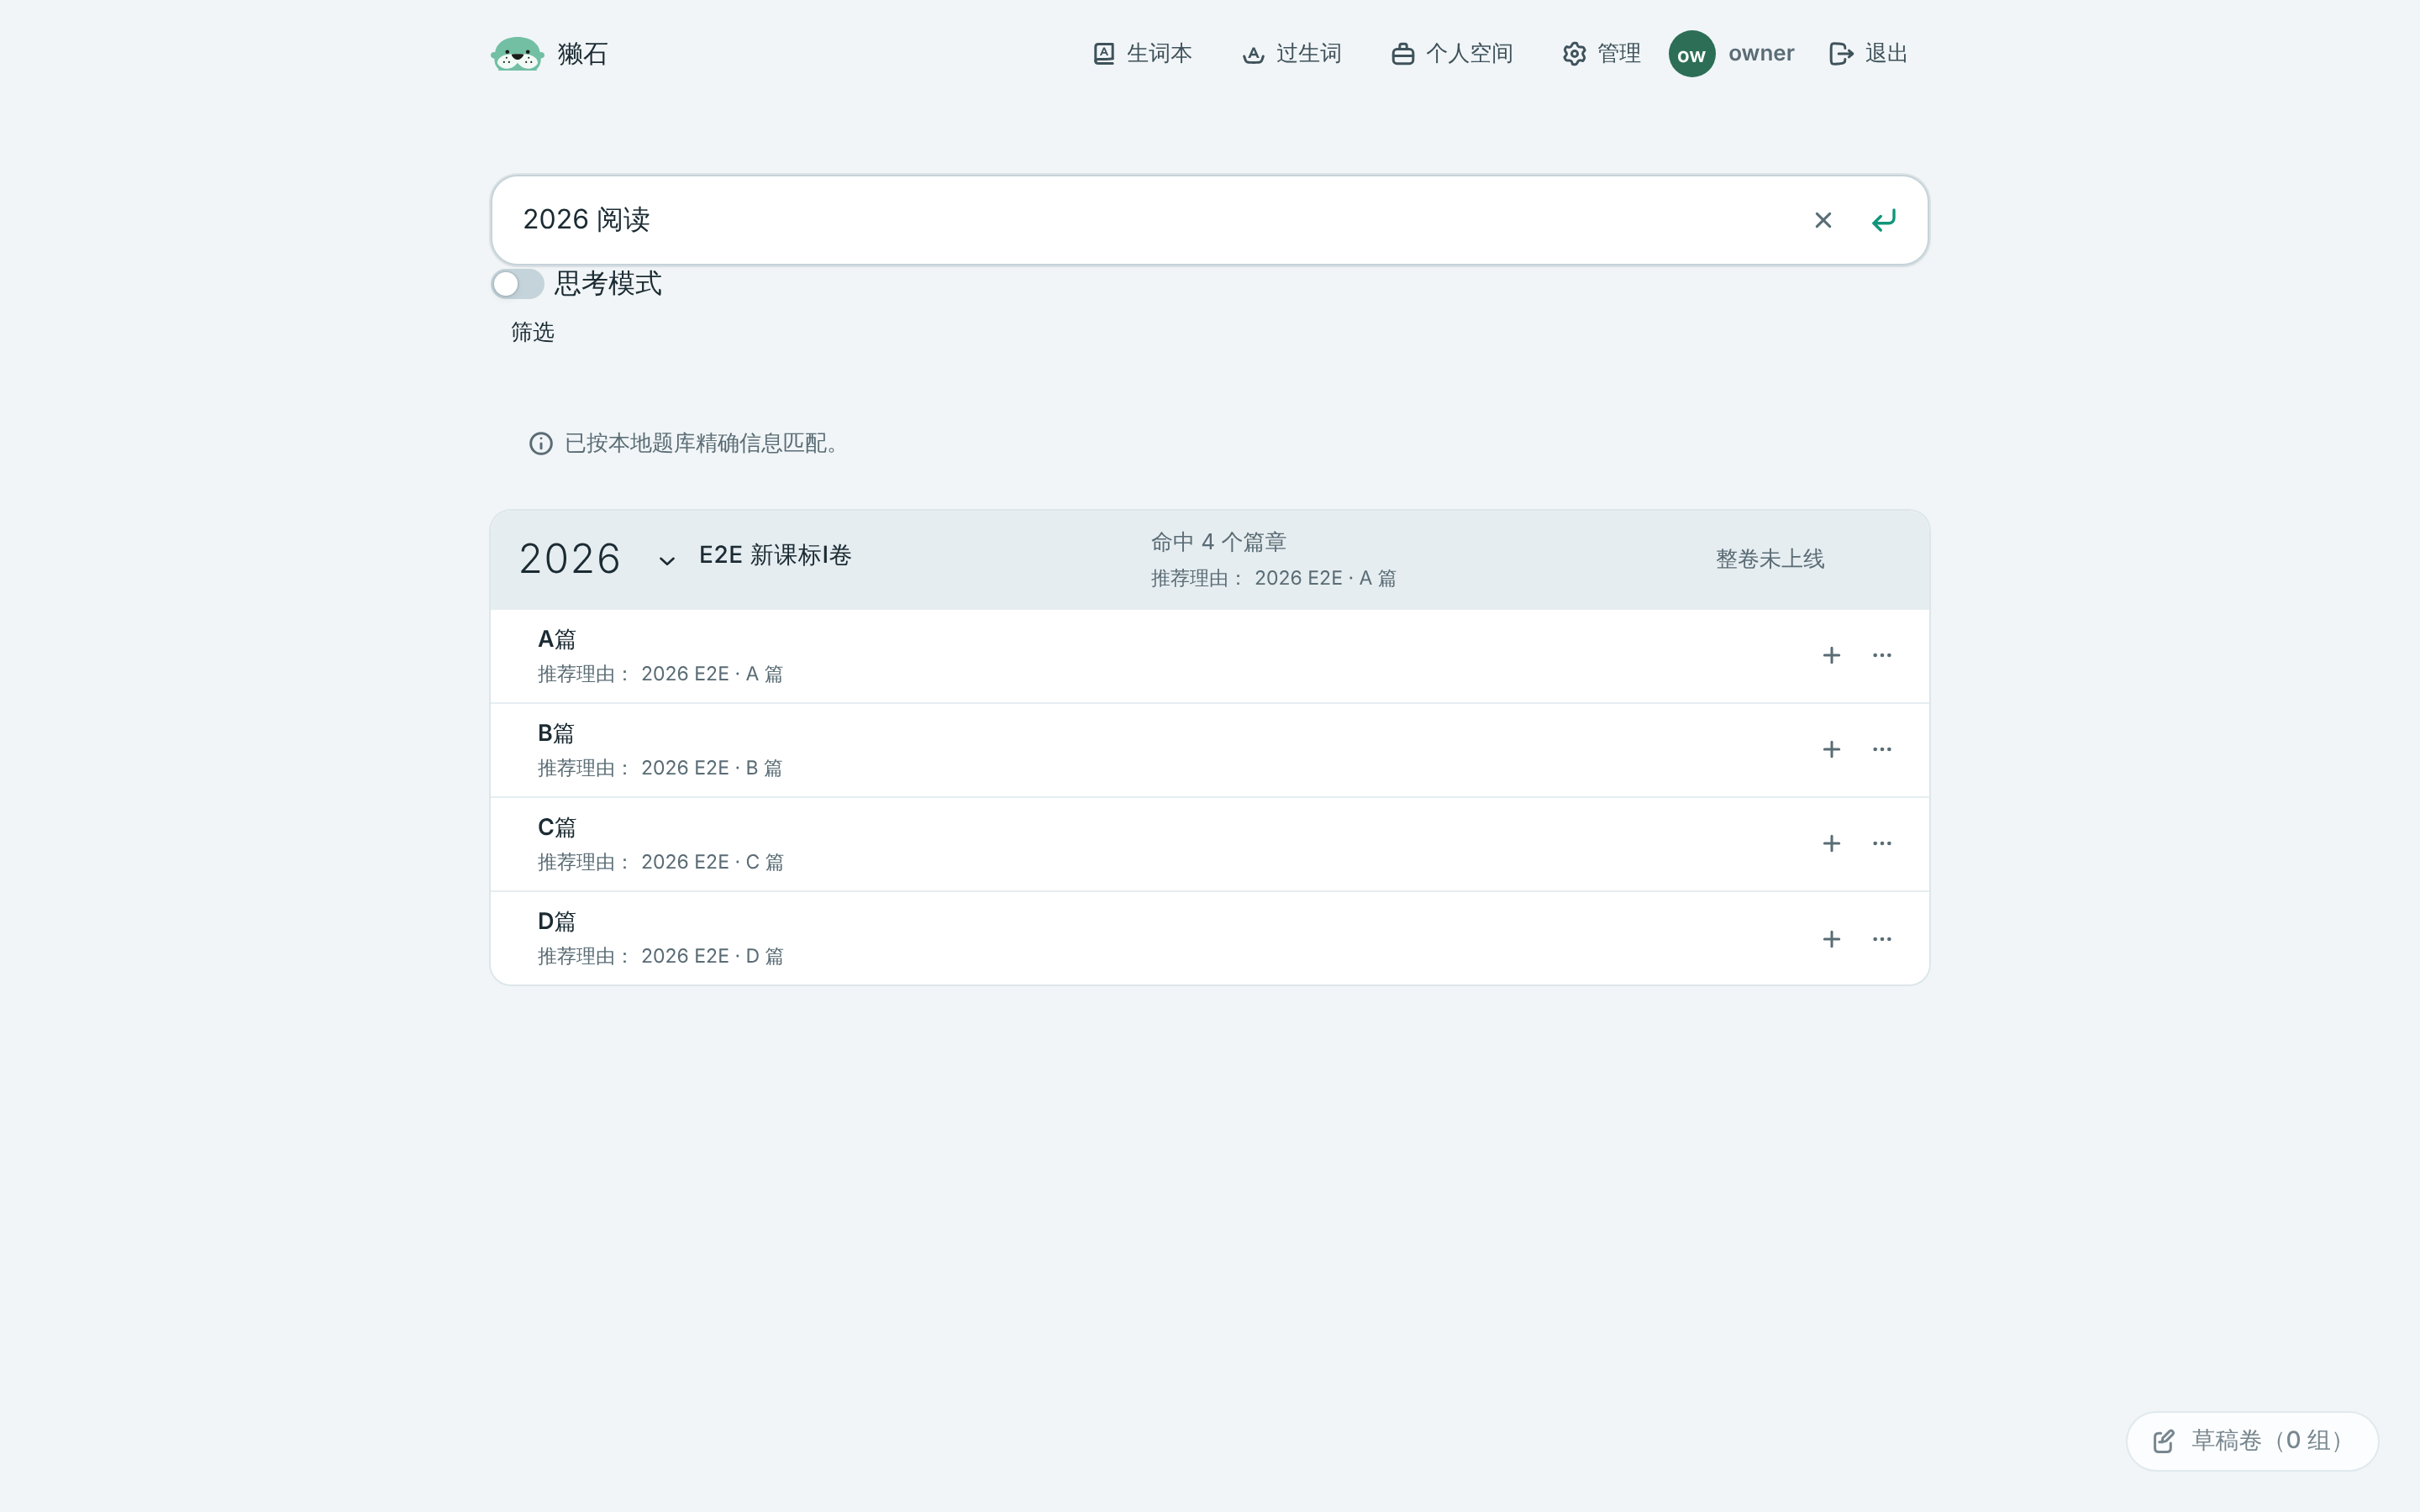 獭石
生词本
过生词
个人空间
管理
ow
owner
退出
2026 阅读
思考模式
筛选
已按本地题库精确信息匹配。
2026
E2E 新课标I卷
命中 4 个篇章
推荐理由： 2026 E2E · A 篇
整卷未上线
A篇
推荐理由： 2026 E2E · A 篇
B篇
推荐理由： 2026 E2E · B 篇
C篇
推荐理由： 2026 E2E · C 篇
D篇
推荐理由： 2026 E2E · D 篇
草稿卷（0 组）